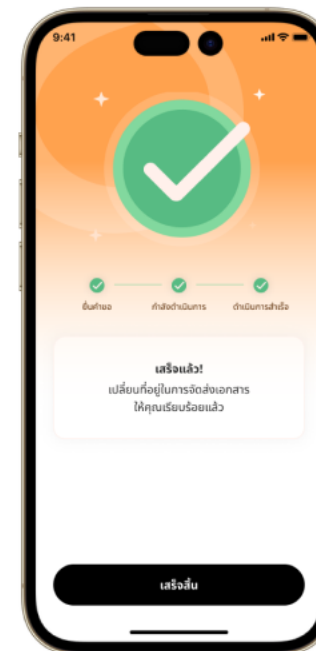 9:41
ยื่นคำขอ
กำลังดำเนินการ
ดำเนินการสำเร็จ
เสร็จแล้ว!
เปลี่ยนที่อยู่ในการจัดส่งเอกสาร
ให้คุณเรียบร้อยแล้ว
เสร็จสิ้น